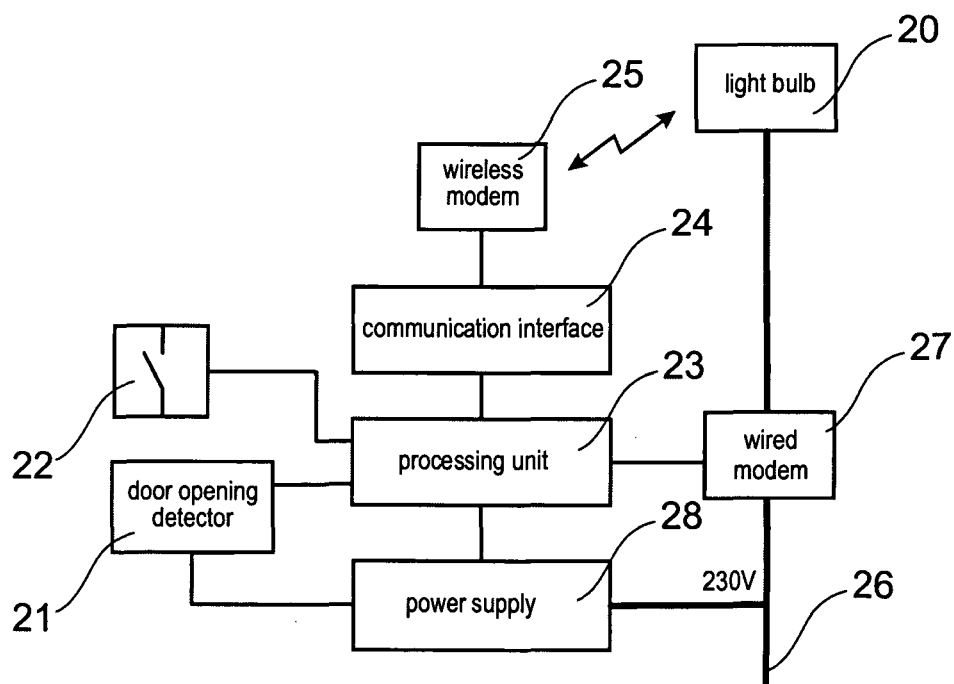 20
light bulb
25
wireless
modem
24
communication interface
27
23
22
processing unit
wired
modem
door opening
detector
28
21
power supply
230V
26